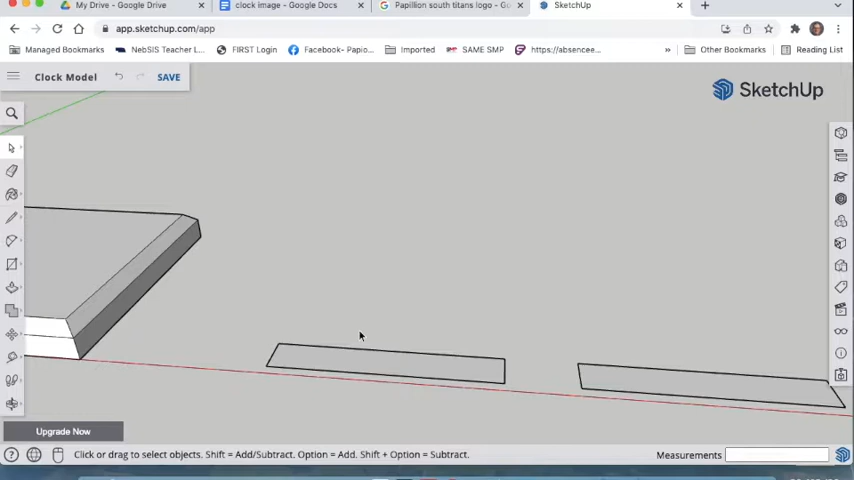 My Drive - Google Drive
clock image - Google Docs
Papillion south titans logo - Go
SketchUp
app.sketchup.com/app
Managed Bookmarks
NebSIS Teacher L...
FIRST Login
Facebook- Papio...
Imported
SAME SMP
https://absencee...
»
Other Bookmarks
Reading List
Clock Model
SAVE
SketchUp
Upgrade Now
Click or drag to select objects. Shift = Add/Subtract. Option = Add. Shift + Option = Subtract.
Measurements